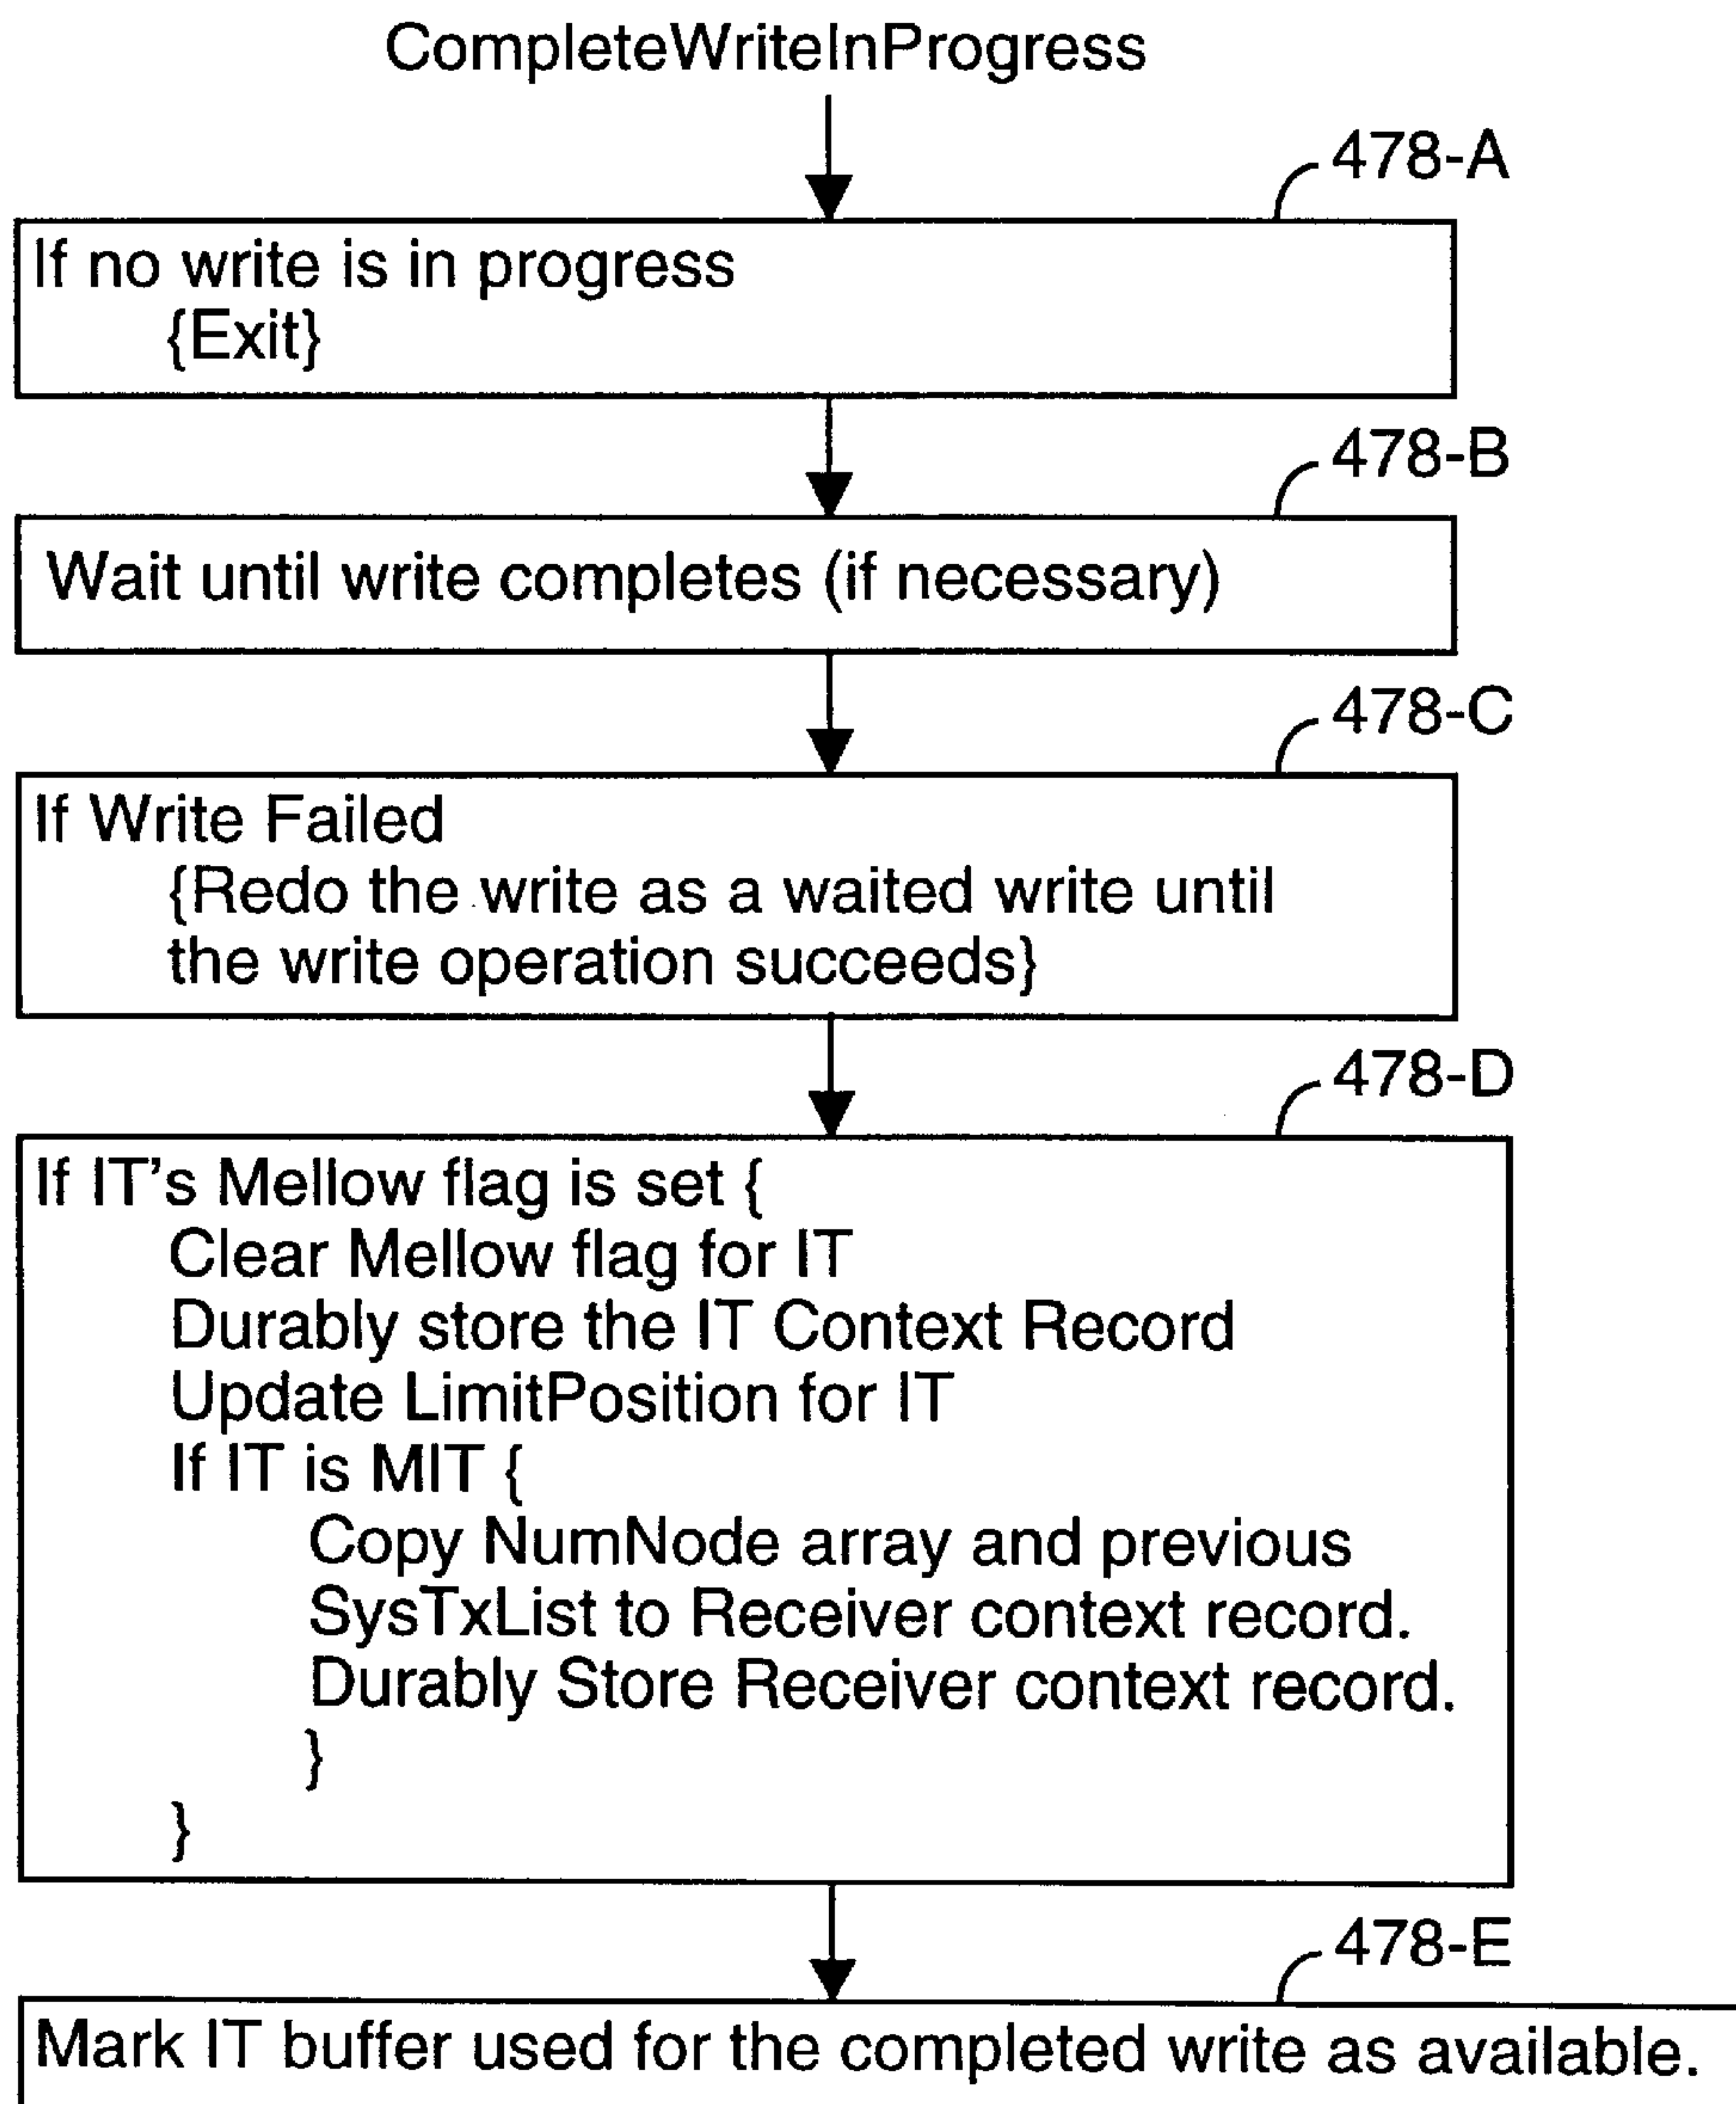 CompleteWriteInProgress
478-A
If no write is in progress
{Exit}
478-B
Wait until write completes (if necessary)
478-C
If Write Failed
{Redo the write as a waited write until
the write operation succeeds}
478-D
If IT's Mellow flag is set {
Clear Mellow flag for IT
Durably store the IT Context Record
Update LimitPosition for IT
If IT is MIT {
Copy NumNode array and previous
SysTxList to Receiver context record.
Durably Store Receiver context record.
}
}
478-E
Mark IT buffer used for the completed write as available.